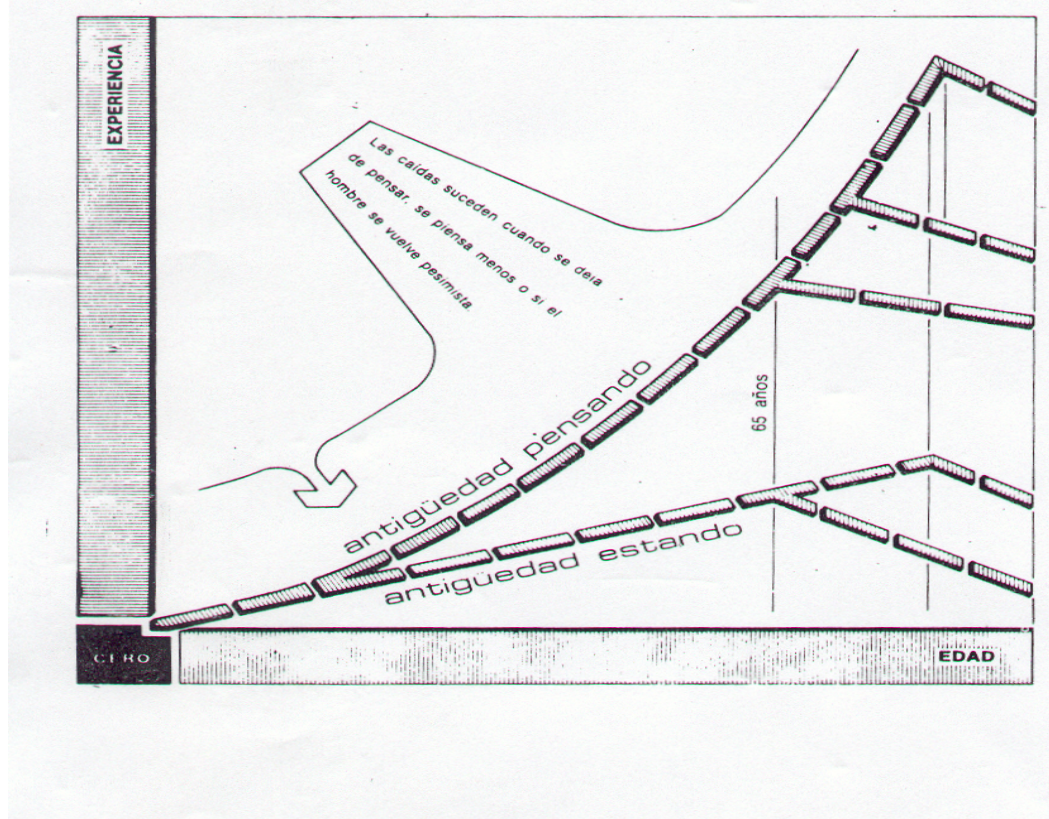 EXPERIENCIA
Las caidas suceden cuando se deja
de pensar, se piensa menos o si el
hombre se vuelve pesimista.
antigüedad pensando
65 años
antigüedad estando
CERO
EDAD